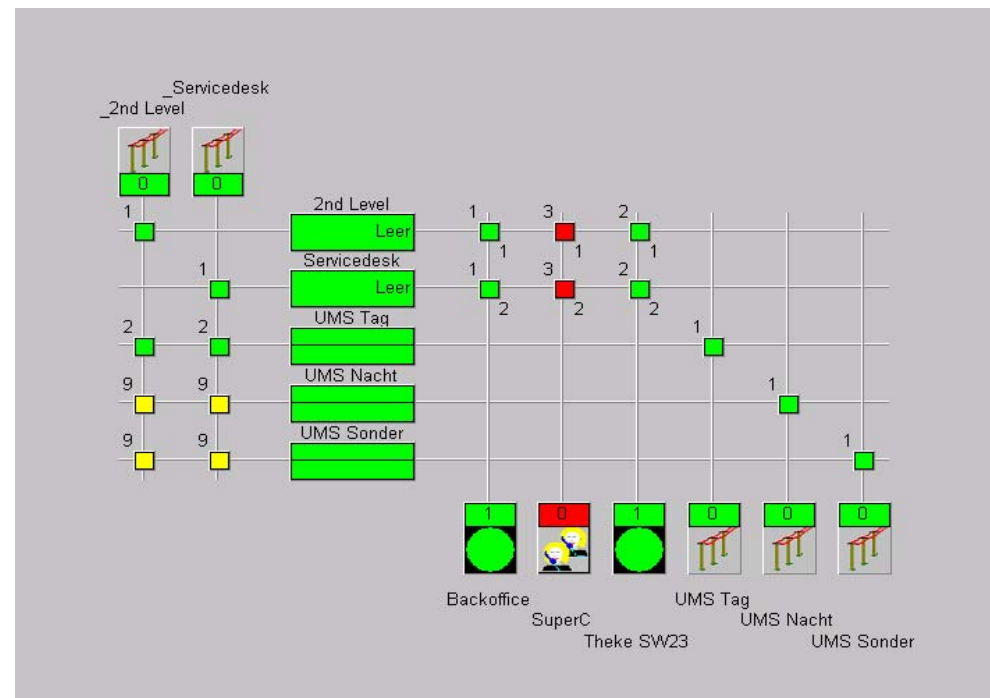 _Servicedesk
_2nd Level
0 0
2nd Level
1 1 3 2
Leer
1 1 1
Servicedesk
1 1 3 2
Leer
2 2 2
UMS Tag
2 2 1
UMS Nacht
9 9 1
UMS Sonder
9 9 1
1 0 1 0 0 0
Backoffice UMS Tag
SuperC UMS Nacht
Theke SW23 UMS Sonder